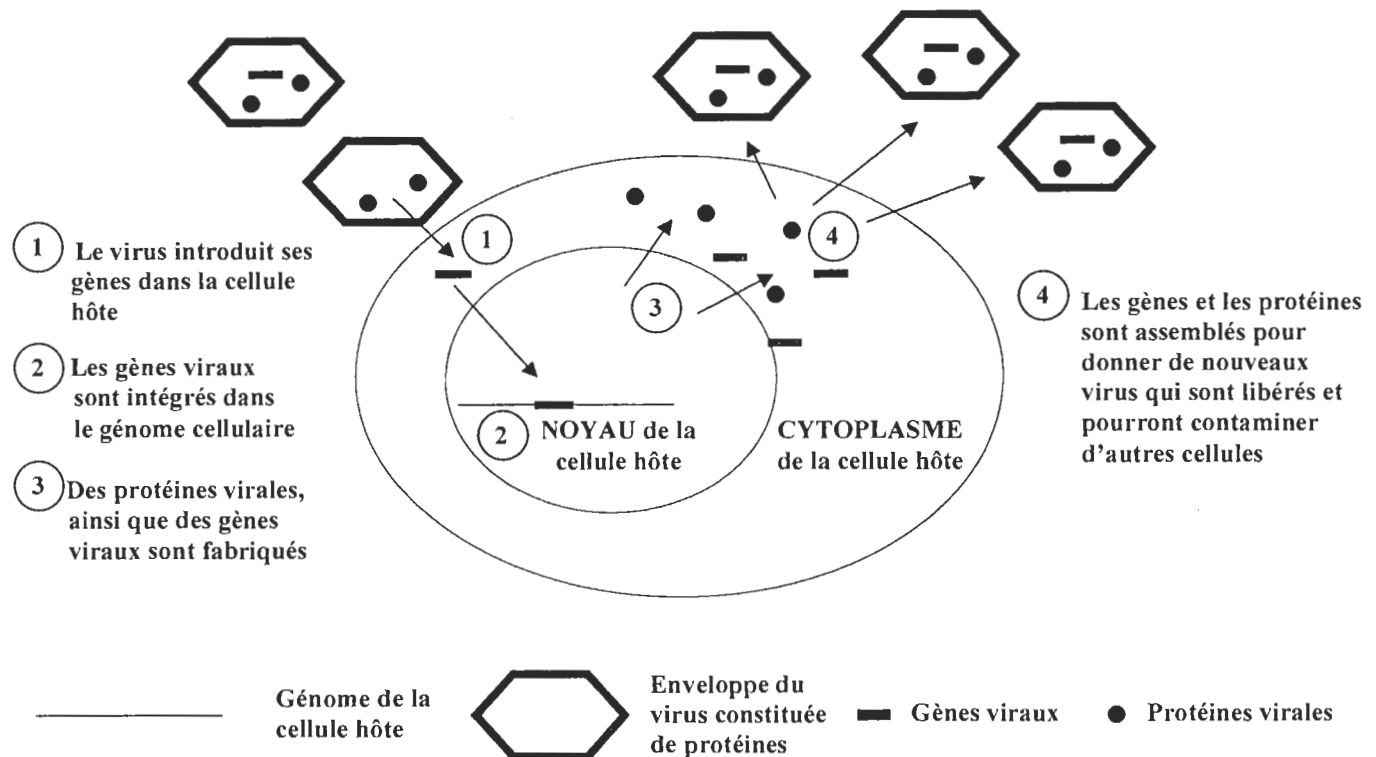 1 Le virus introduit ses
gènes dans la cellule
hôte
2 Les gènes viraux
sont intégrés dans
le génome cellulaire
3 Des protéines virales,
ainsi que des gènes
viraux sont fabriqués
1
3
4
2
NOYAU de la
cellule hôte
CYTOPLASME
de la cellule hôte
4 Les gènes et les protéines
sont assemblés pour
donner de nouveaux
virus qui sont libérés et
pourront contaminer
d'autres cellules
Génome de la
cellule hôte
Enveloppe du
virus constituée
de protéines
Gènes viraux
Protéines virales